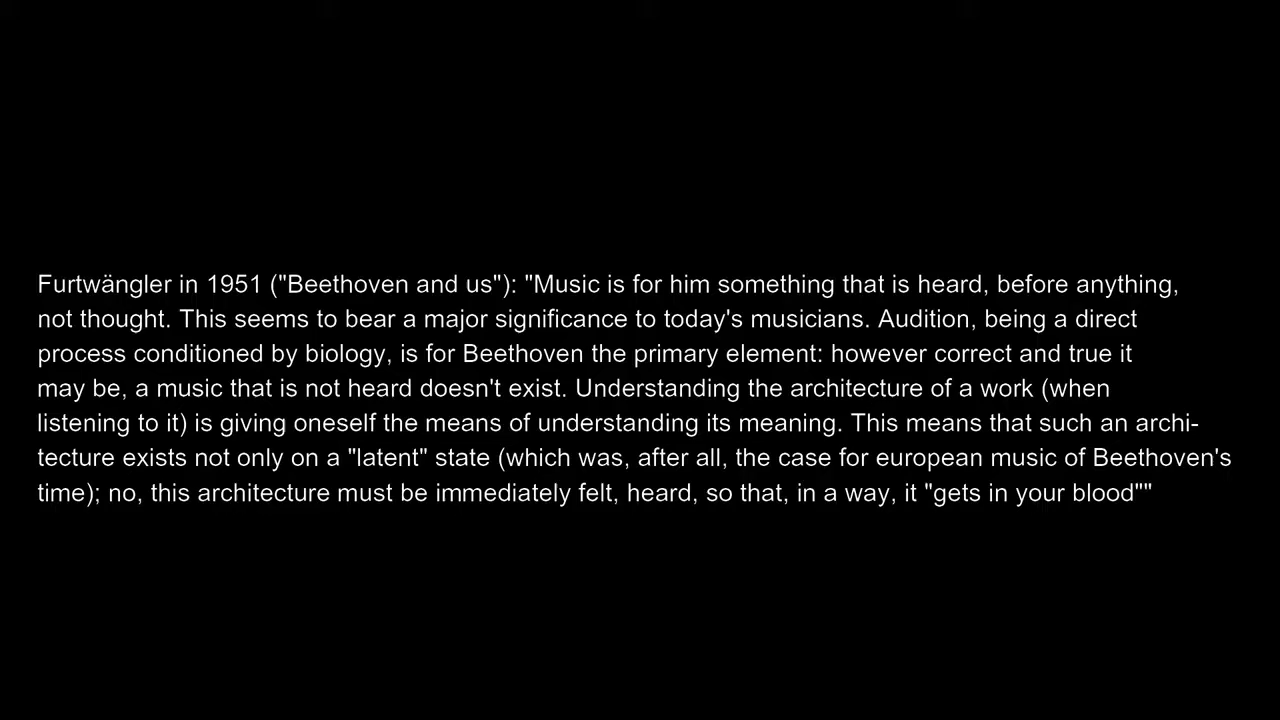 Furtwängler in 1951 ("Beethoven and us"): "Music is for him something that is heard, before anything,
not thought. This seems to bear a major significance to today's musicians. Audition, being a direct
process conditioned by biology, is for Beethoven the primary element: however correct and true it
may be, a music that is not heard doesn't exist. Understanding the architecture of a work (when
listening to it) is giving oneself the means of understanding its meaning. This means that such an archi-
tecture exists not only on a "latent" state (which was, after all, the case for european music of Beethoven's
time); no, this architecture must be immediately felt, heard, so that, in a way, it "gets in your blood""